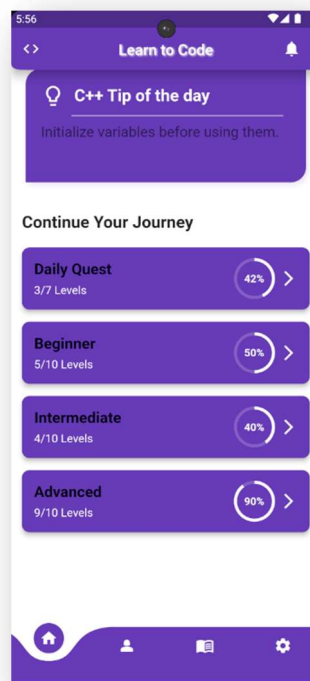 5:56
Learn to Code
C++ Tip of the day
Initialize variables before using them.
Continue Your Journey
Daily Quest
3/7 Levels
42%
Beginner
5/10 Levels
50%
Intermediate
4/10 Levels
40%
Advanced
9/10 Levels
90%